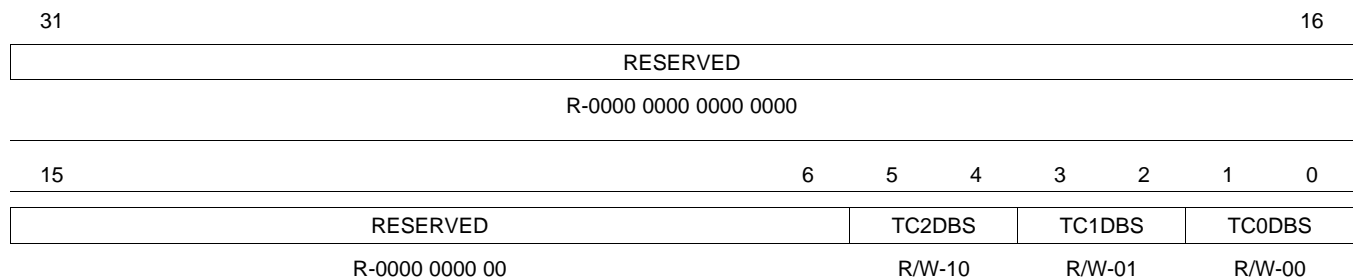 31 16
RESERVED
R-0000 0000 0000 0000
15 6 5 4 3 2 1 0
RESERVED TC2DBS TC1DBS TC0DBS
R-0000 0000 00 R/W-10 R/W-01 R/W-00